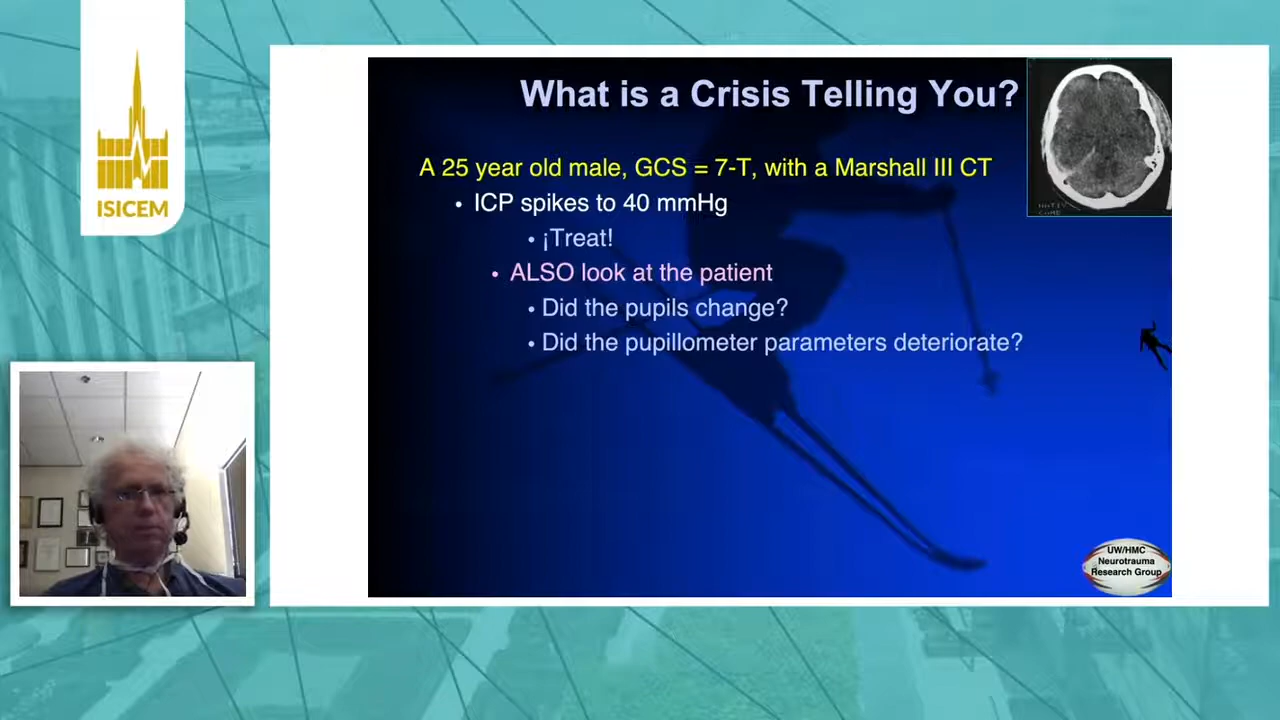 ISICEM
What is a Crisis Telling You?
A 25 year old male, GCS = 7-T, with a Marshall III CT
• ICP spikes to 40 mmHg
• ¡Treat!
• ALSO look at the patient
• Did the pupils change?
• Did the pupillometer parameters deteriorate?
UW/HMC
Neurotrauma
Research Group